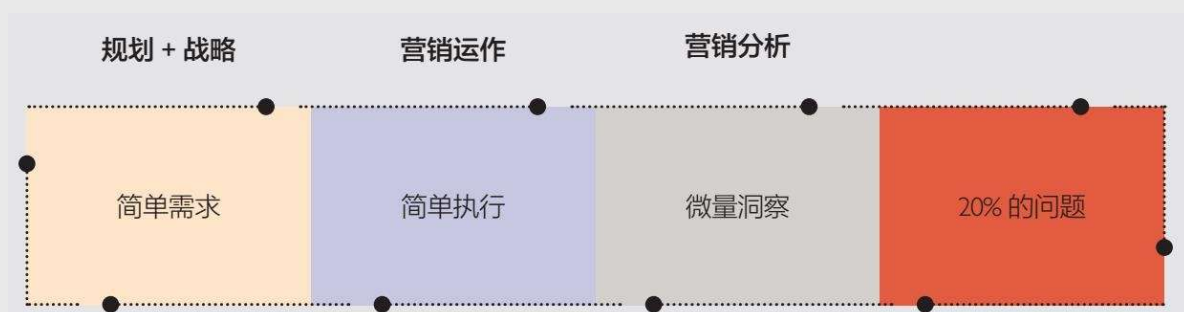 规划 + 战略
营销运作
营销分析
简单需求
简单执行
微量洞察
20% 的问题